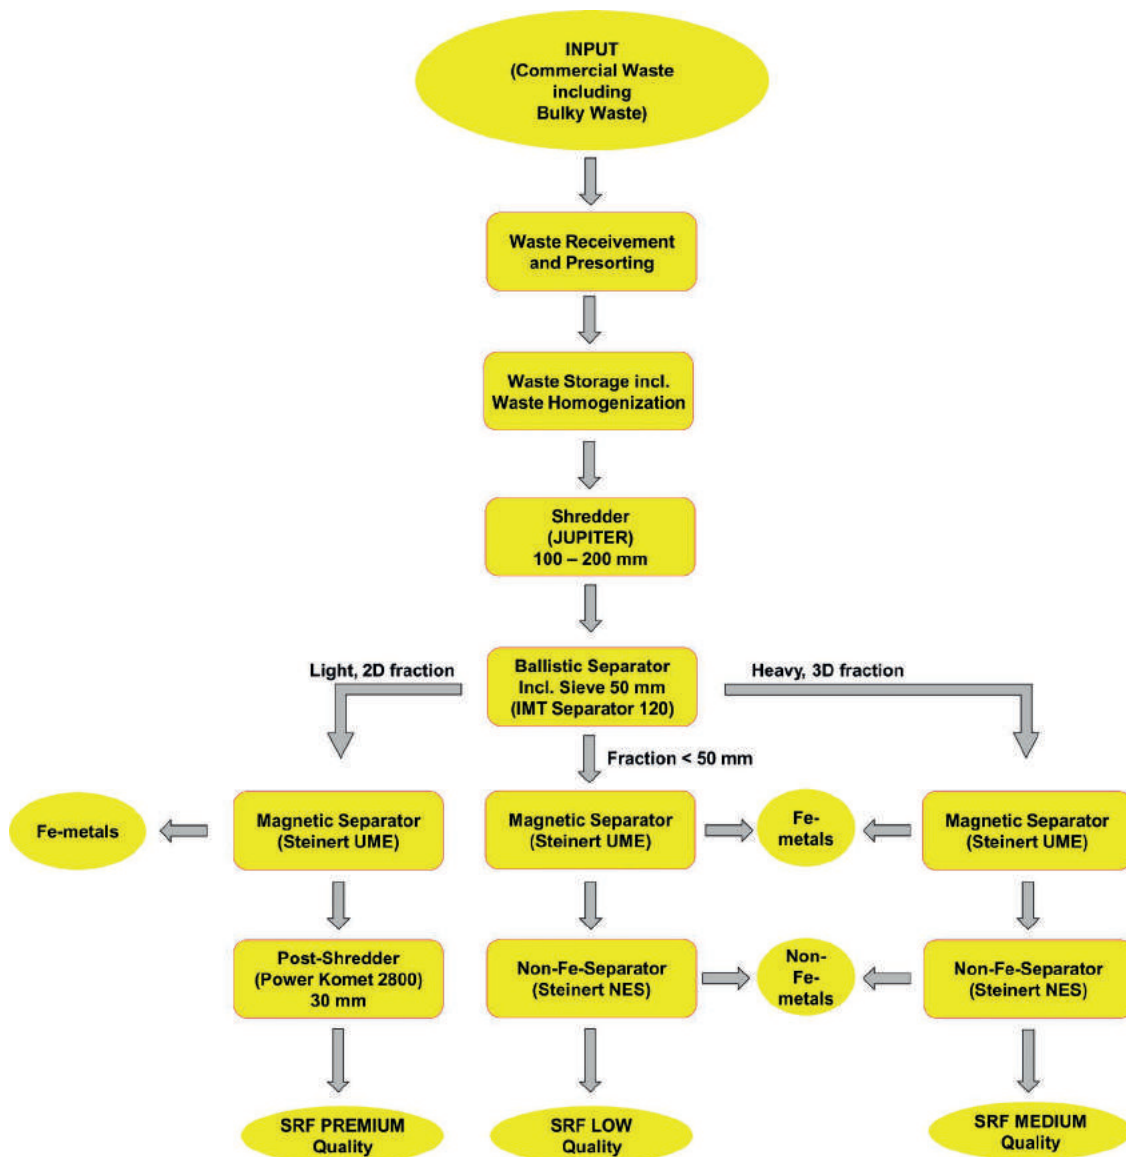 INPUT
(Commercial Waste
including
Bulky Waste)
Waste Receivement
and Presorting
Waste Storage incl.
Waste Homogenization
Shredder
(JUPITER)
100 – 200 mm
Light, 2D fraction
Ballistic Separator
Incl. Sieve 50 mm
(IMT Separator 120)
Heavy, 3D fraction
Fraction < 50 mm
Fe-metals
Magnetic Separator
(Steinert UME)
Magnetic Separator
(Steinert UME)
Fe-
metals
Magnetic Separator
(Steinert UME)
Post-Shredder
(Power Komet 2800)
30 mm
Non-Fe-Separator
(Steinert NES)
Non-
Fe-
metals
Non-Fe-Separator
(Steinert NES)
SRF PREMIUM
Quality
SRF LOW
Quality
SRF MEDIUM
Quality